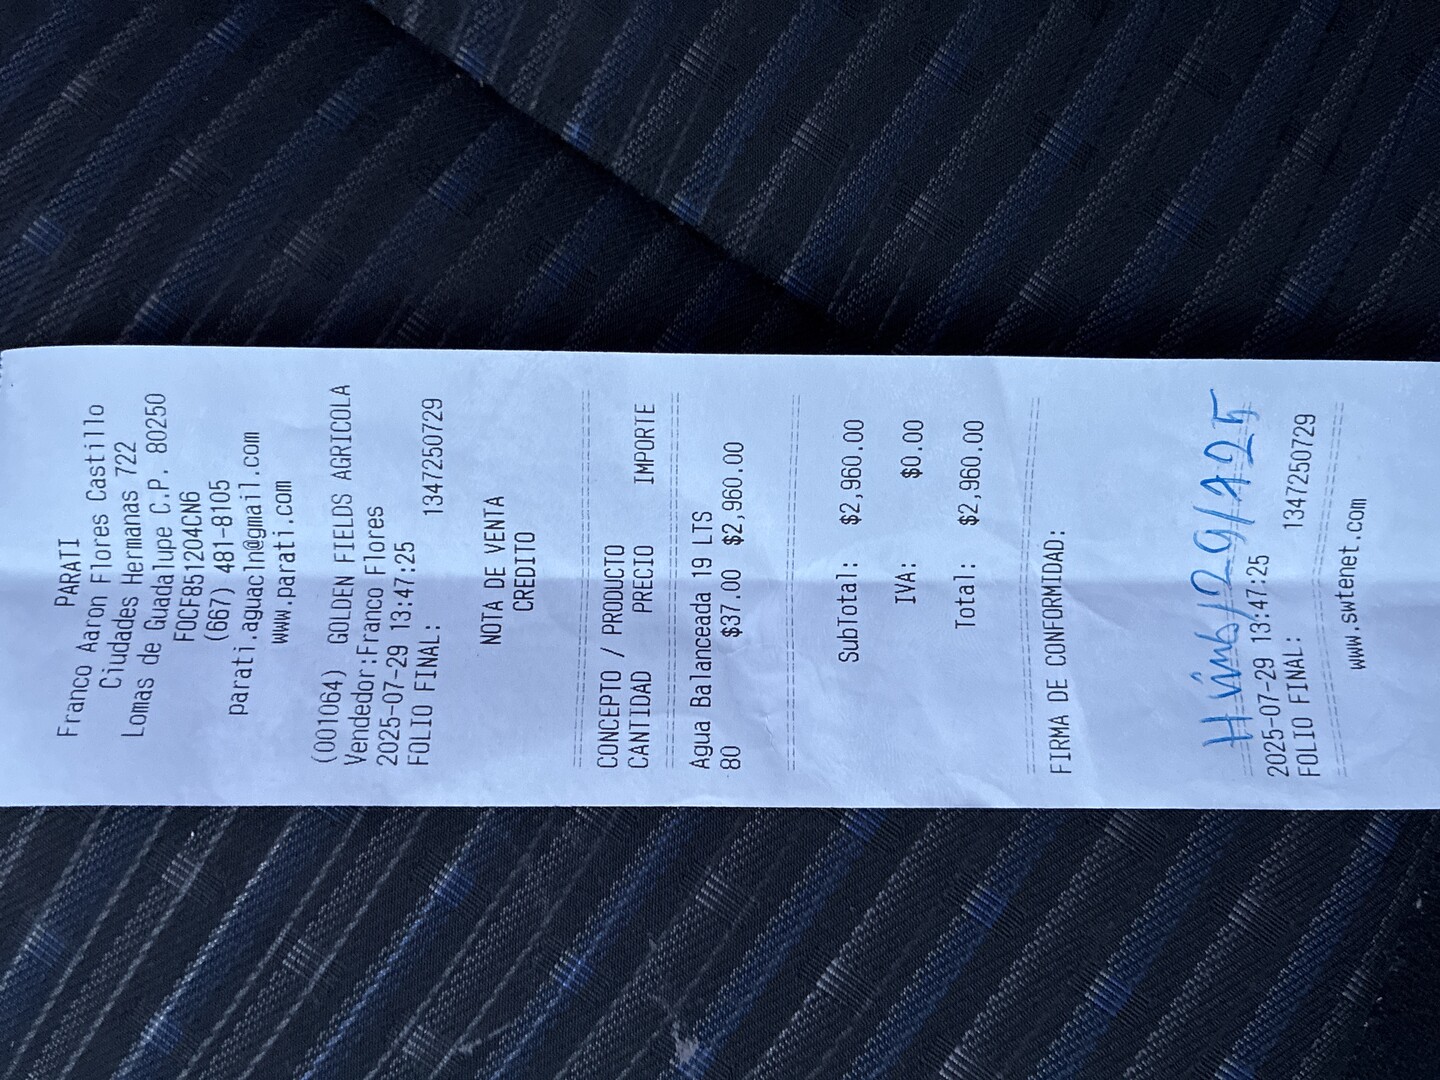 PARATI
Franco Aaron Flores Castillo
Ciudades Hermanas 722
Lomas de Guadalupe C.P. 80250
FOCF851204CN6
(667) 481-8105
parati.aguacln@gmail.com
www.parati.com
(001064) GOLDEN FIELDS AGRICOLA
Vendedor:Franco Flores
2025-07-29 13:47:25
FOLIO FINAL: 1347250729
NOTA DE VENTA
CREDITO
CONCEPTO / PRODUCTO
CANTIDAD PRECIO IMPORTE
Agua Balanceada 19 LTS
80 $37.00 $2,960.00
SubTotal: $2,960.00
IVA: $0.00
Total: $2,960.00
FIRMA DE CONFORMIDAD:
2025-07-29 13:47:25
FOLIO FINAL: 1347250729
www.swtenet.com